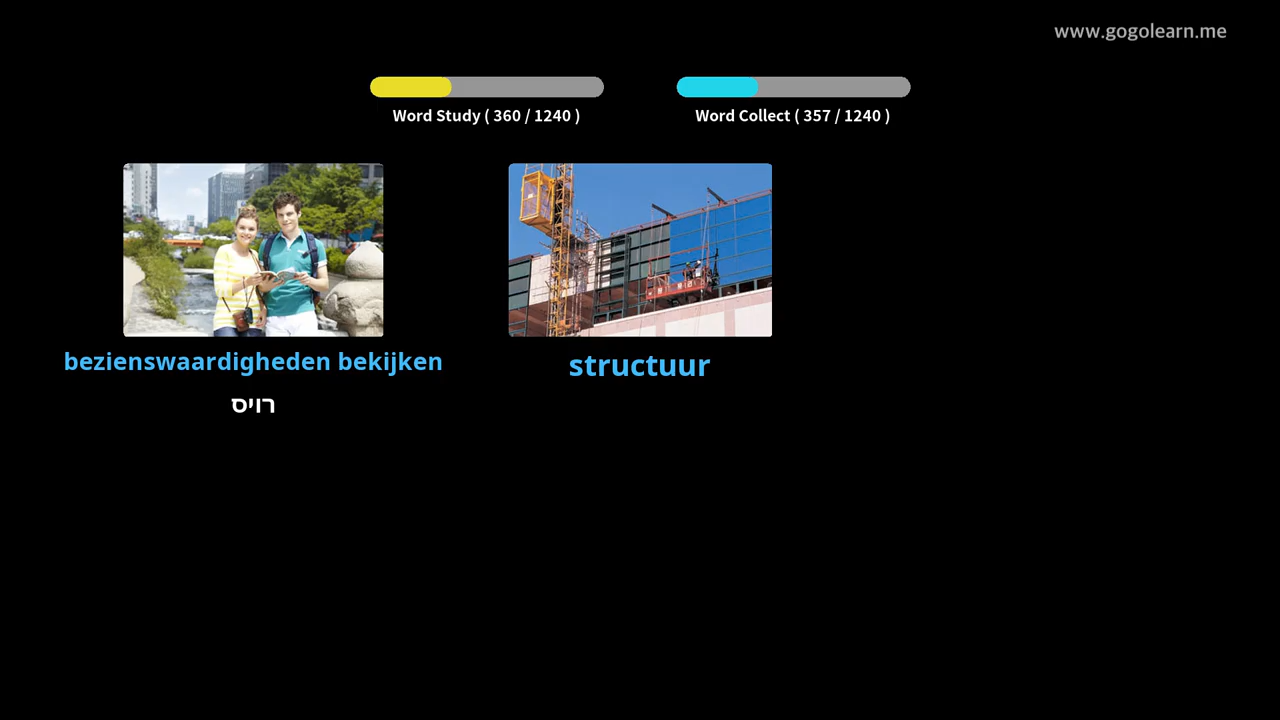 www.gogolearn.me
Word Study ( 360 / 1240 )
Word Collect ( 357 / 1240 )
bezienswaardigheden bekijken
רויס
structuur